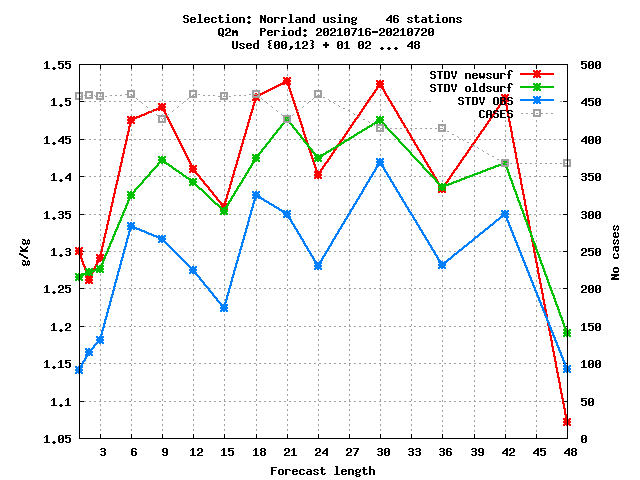 Selection: Norrland using    46 stations
Q2m   Period: 20210716-20210720
Used {00,12} + 01 02 ... 48
1.55
1.5
1.45
1.4
1.35
1.3
1.25
1.2
1.15
1.1
1.05
g/Kg
500
450
400
350
300
250
200
150
100
50
0
No cases
STDV newsurf
STDV oldsurf
STDV OBS
CASES
3 6 9 12 15 18 21 24 27 30 33 36 39 42 45 48
Forecast length